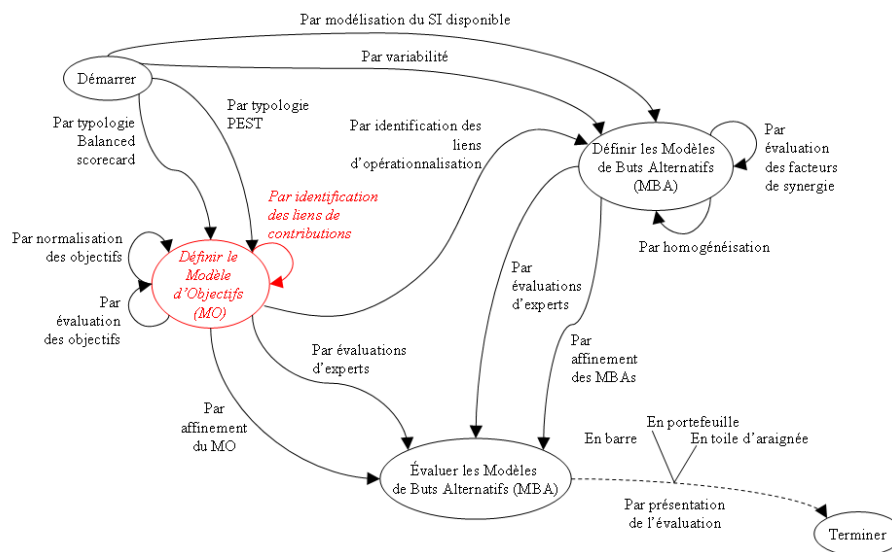 Par modélisation du SI disponible
Par variabilité
Démarrer
Par typologie
PEST
Par typologie
Balanced
scorecard
Par identification des
liens
d'opérationnalisation
Définir les Modèles
de Buts Alternatifs
(MBA)
Par
évaluation
des facteurs
de synergie
Par homogénéisation
Par identification
des liens de
contributions
Par normalisation
des objectifs
Définir le
Modèle
d'Objectifs
(MO)
Par
évaluation
des objectifs
Par
évaluations
d'experts
Par évaluations
d'experts
Par
affinement
des MBAs
Par
affinement
du MO
En portefeuille
En barre
En toile d'araignée
Évaluer les Modèles
de Buts Alternatifs (MBA)
Par présentation
de l'évaluation
Terminer